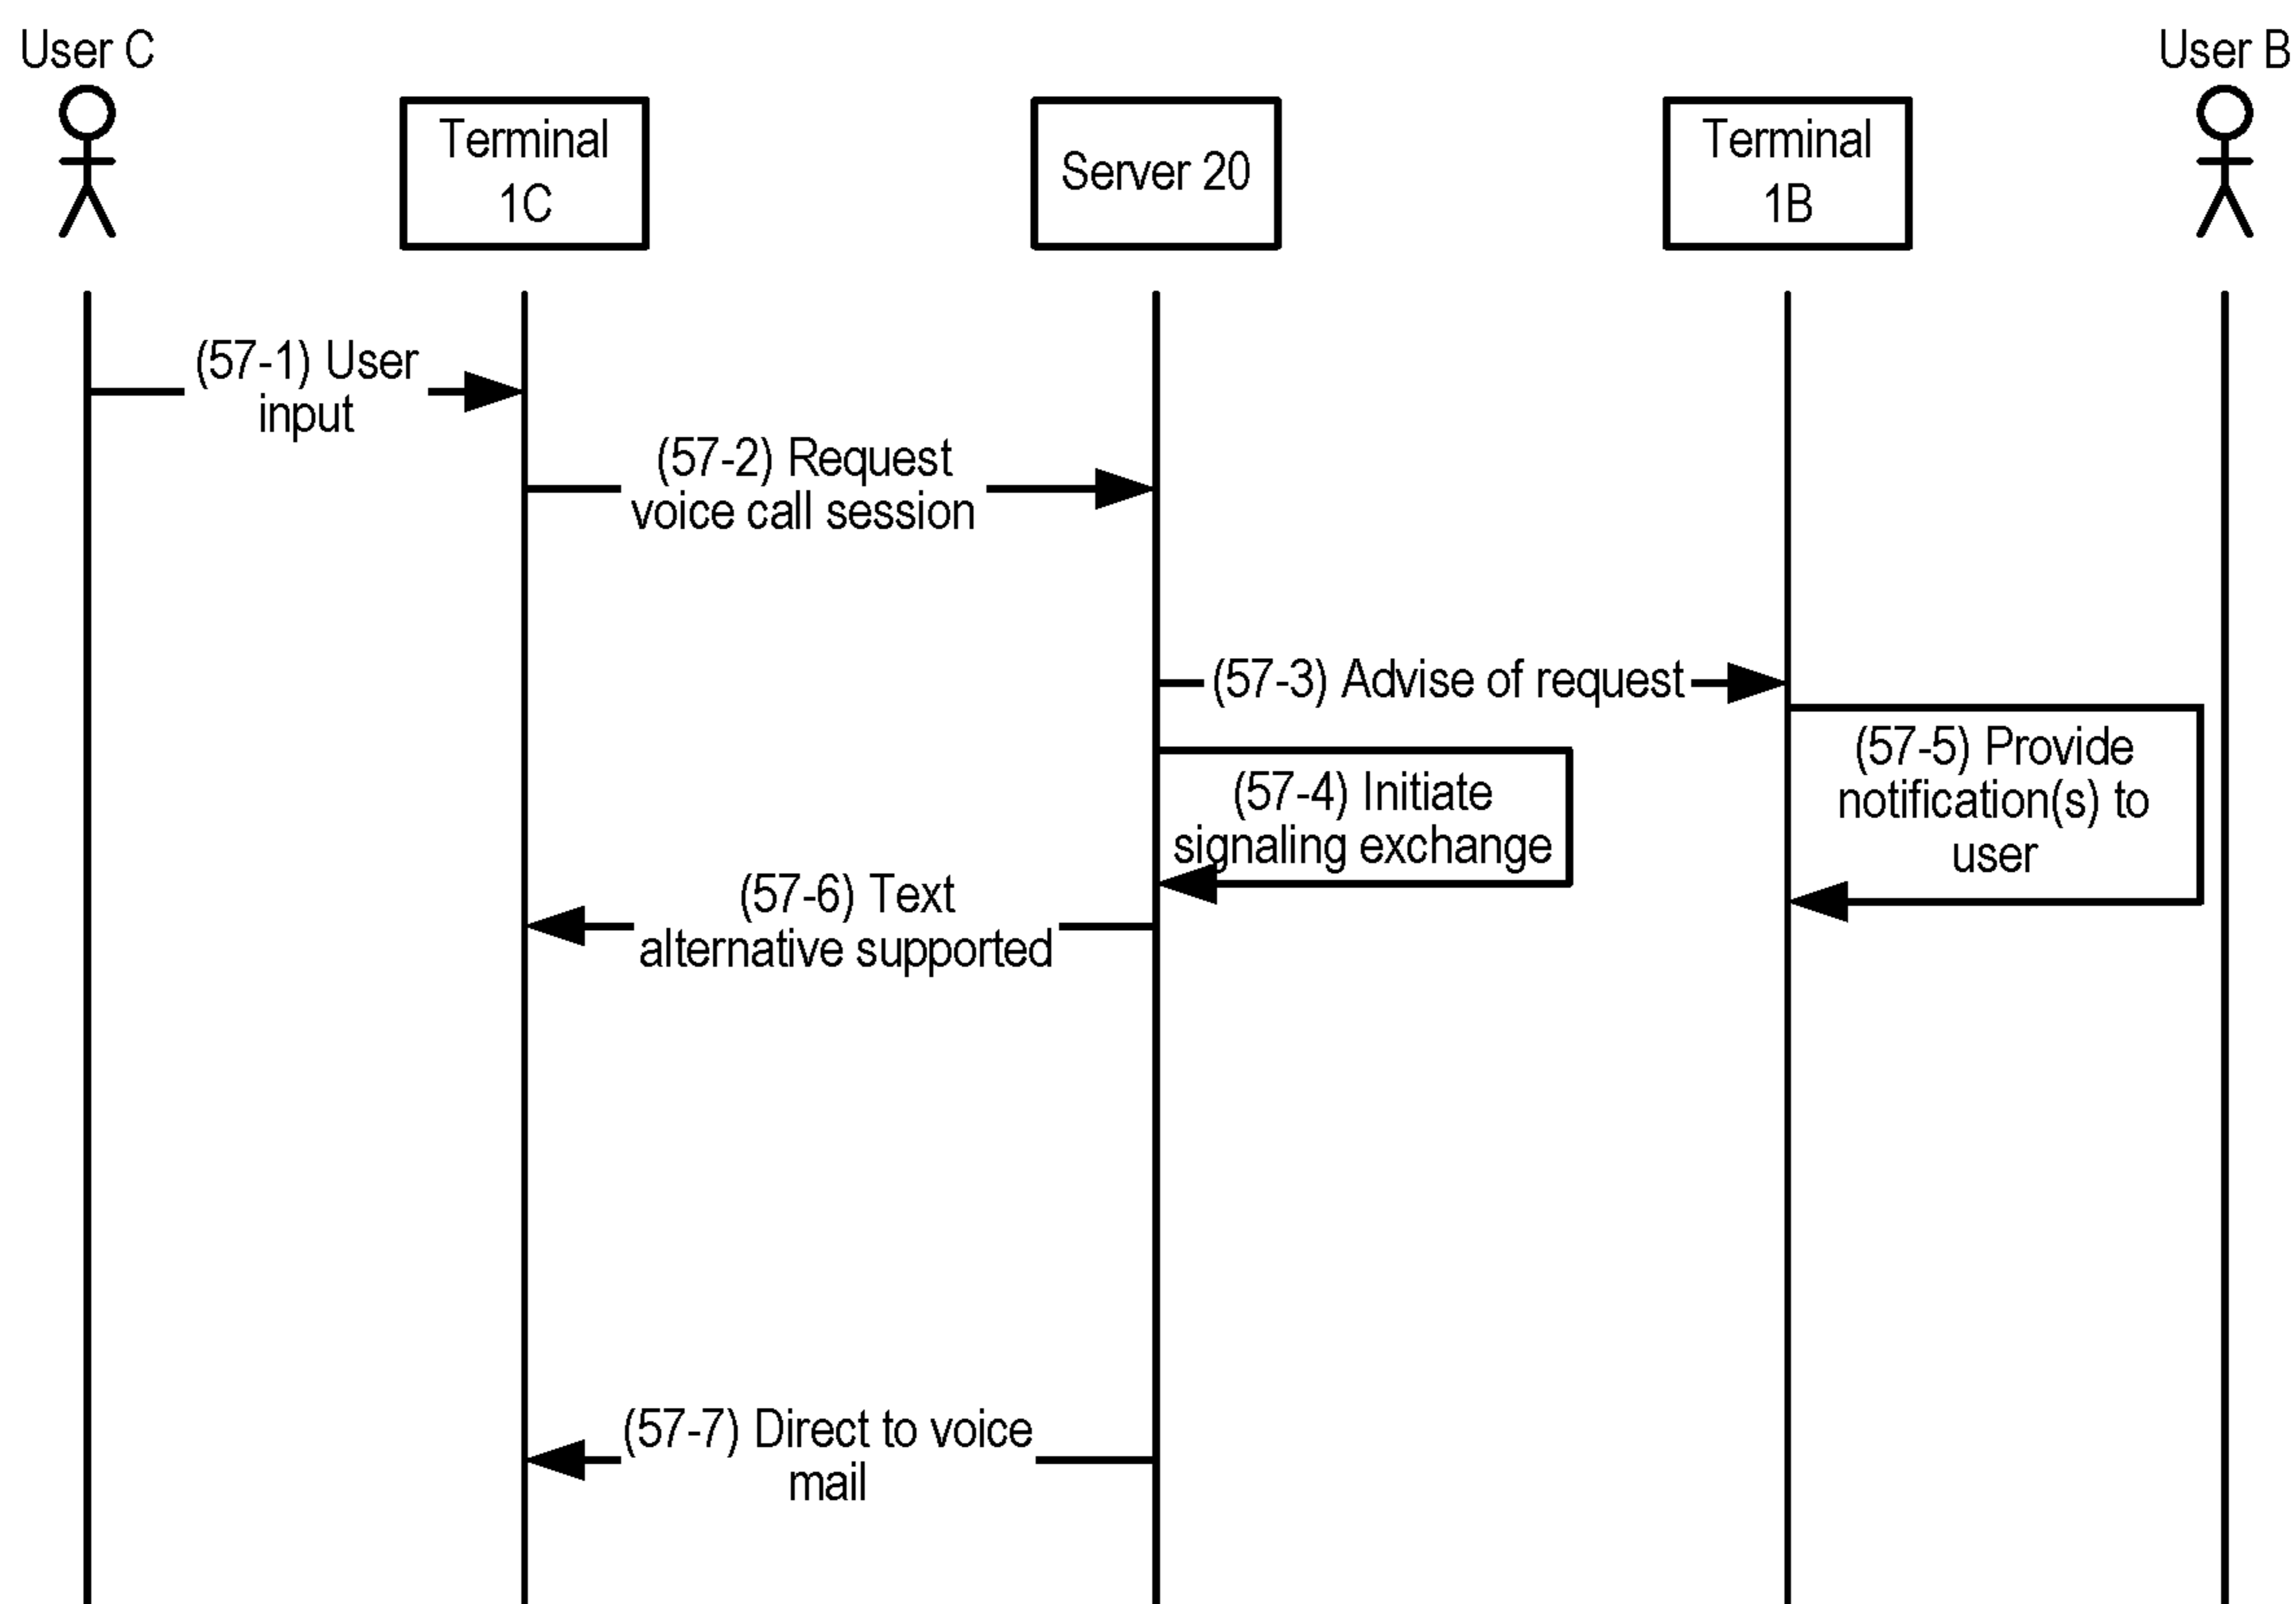 User C
User B
Terminal
1C
Server 20
Terminal
1B
(57-1) User
input
(57-2) Request
voice call session
(57-3) Advise of request
(57-5) Provide
notification(s) to
user
(57-4) Initiate
signaling exchange
(57-6) Text
alternative supported
(57-7) Direct to voice
mail